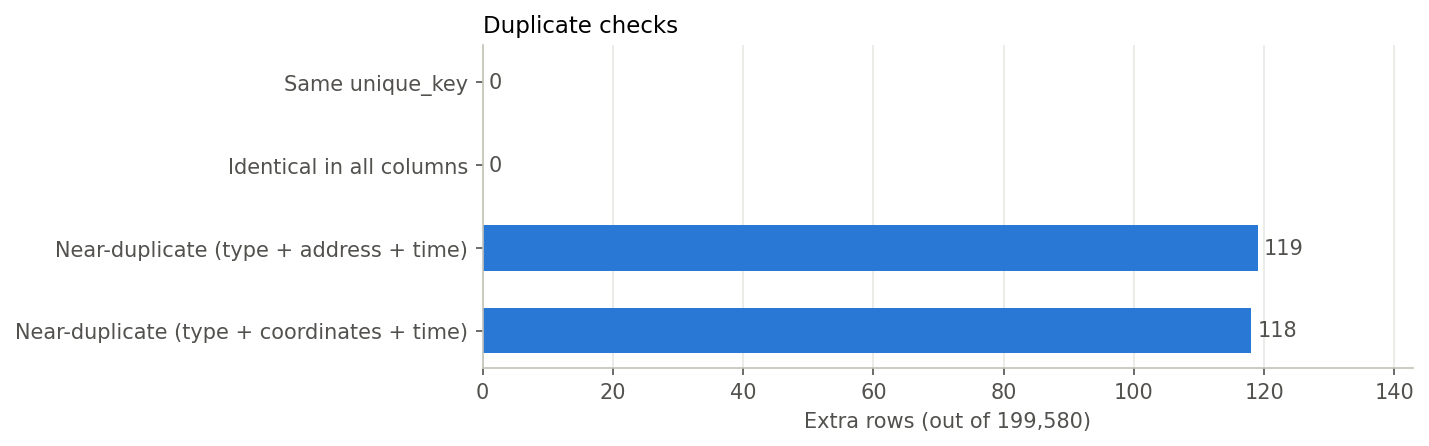 Duplicate checks
Same unique_key
0
Identical in all columns
0
Near-duplicate (type + address + time)
119
Near-duplicate (type + coordinates + time)
118
0 20 40 60 80 100 120 140
Extra rows (out of 199,580)